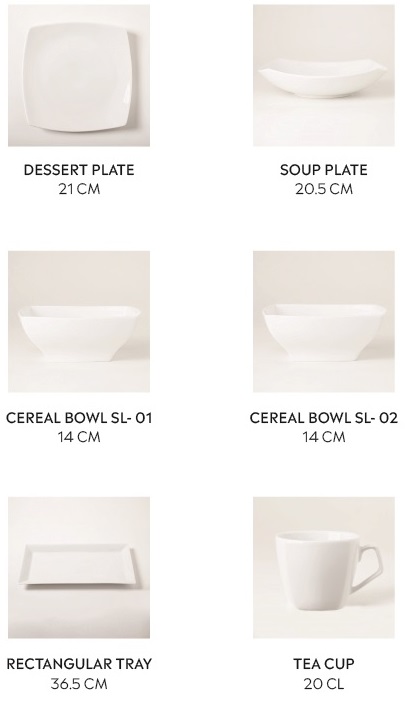 DESSERT PLATE
21 CM
SOUP PLATE
20.5 CM
CEREAL BOWL SL- 01
14 CM
CEREAL BOWL SL- 02
14 CM
RECTANGULAR TRAY
36.5 CM
TEA CUP
20 CL